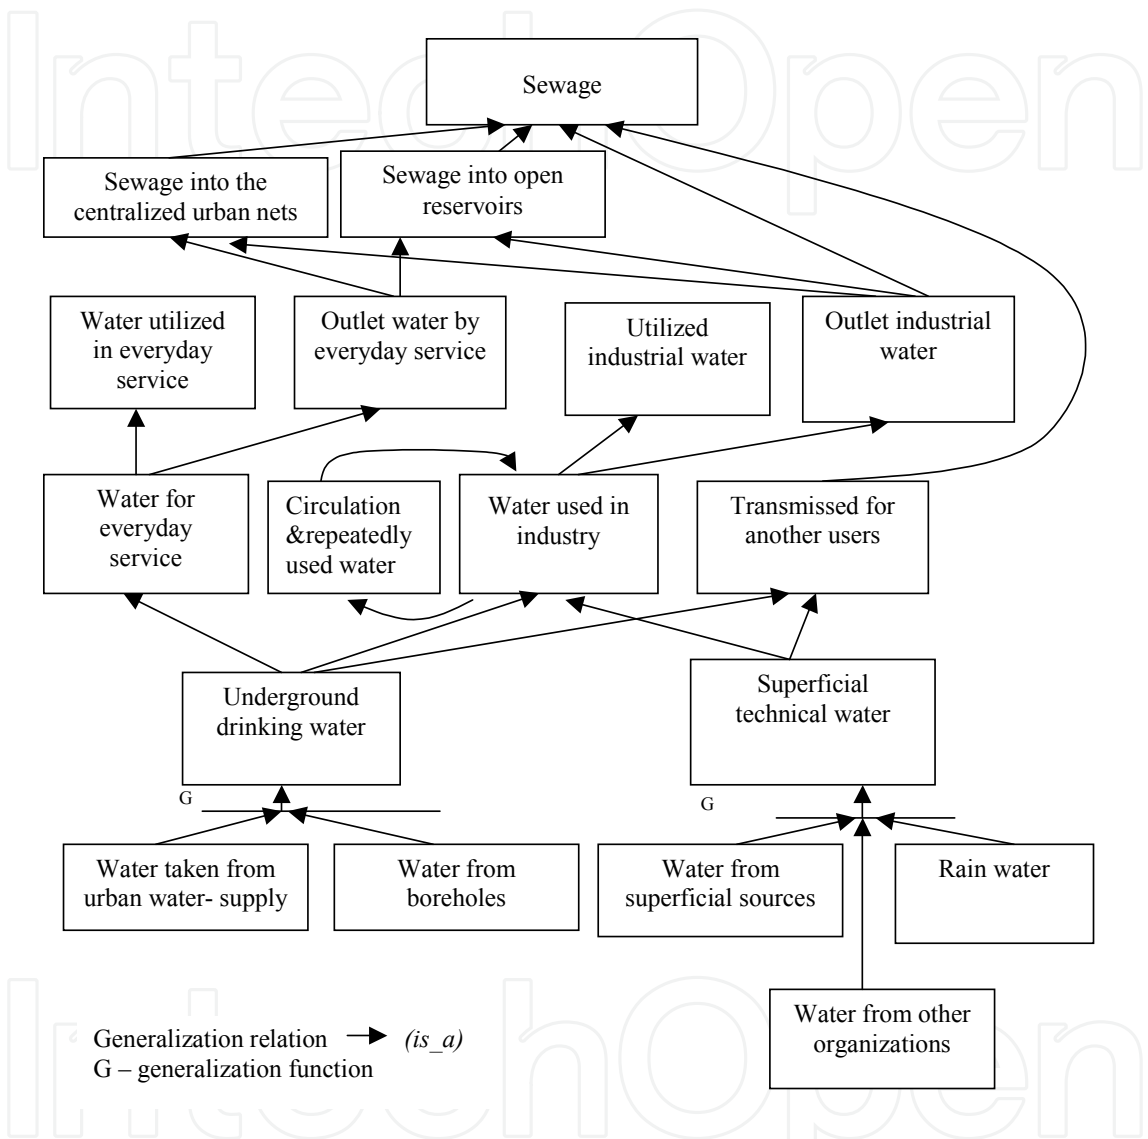 IntechOpen
Sewage
Sewage into the
centralized urban nets
Sewage into open
reservoirs
Water utilized
in everyday
service
Outlet water by
everyday service
Utilized
industrial water
Outlet industrial
water
Water for
everyday
service
Circulation
&repeatedly
used water
Water used in
industry
Transmissed for
another users
Underground
drinking water
Superficial
technical water
G
G
Water taken from
urban water- supply
Water from
boreholes
Water from
superficial sources
Rain water
Water from other
organizations
Generalization relation (is_a)
G – generalization function
IntechOpen